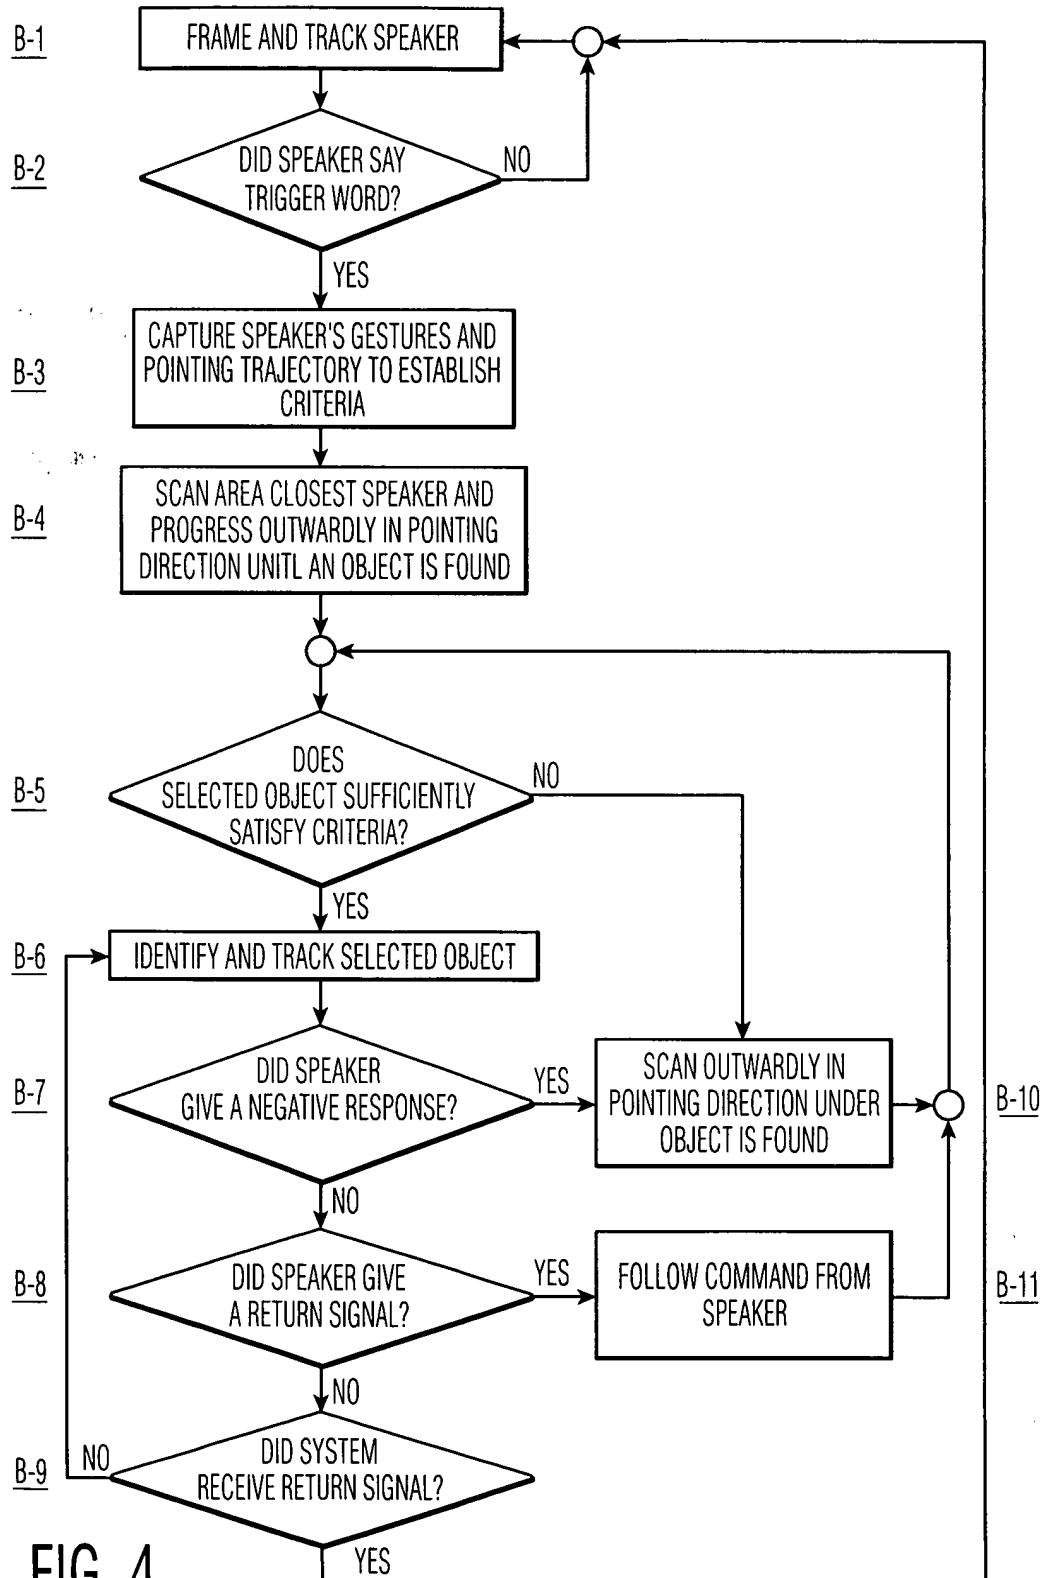 B-1
FRAME AND TRACK SPEAKER
B-2
DID SPEAKER SAY
TRIGGER WORD?
NO
YES
B-3
CAPTURE SPEAKER'S GESTURES AND
POINTING TRAJECTORY TO ESTABLISH
CRITERIA
B-4
SCAN AREA CLOSEST SPEAKER AND
PROGRESS OUTWARDLY IN POINTING
DIRECTION UNITL AN OBJECT IS FOUND
B-5
DOES
SELECTED OBJECT SUFFICIENTLY
SATISFY CRITERIA?
NO
YES
B-6
IDENTIFY AND TRACK SELECTED OBJECT
B-7
DID SPEAKER
GIVE A NEGATIVE RESPONSE?
YES
SCAN OUTWARDLY IN
POINTING DIRECTION UNDER
OBJECT IS FOUND
B-10
NO
B-8
DID SPEAKER GIVE
A RETURN SIGNAL?
YES
FOLLOW COMMAND FROM
SPEAKER
B-11
NO
B-9
NO
DID SYSTEM
RECEIVE RETURN SIGNAL?
YES
FIG. 4